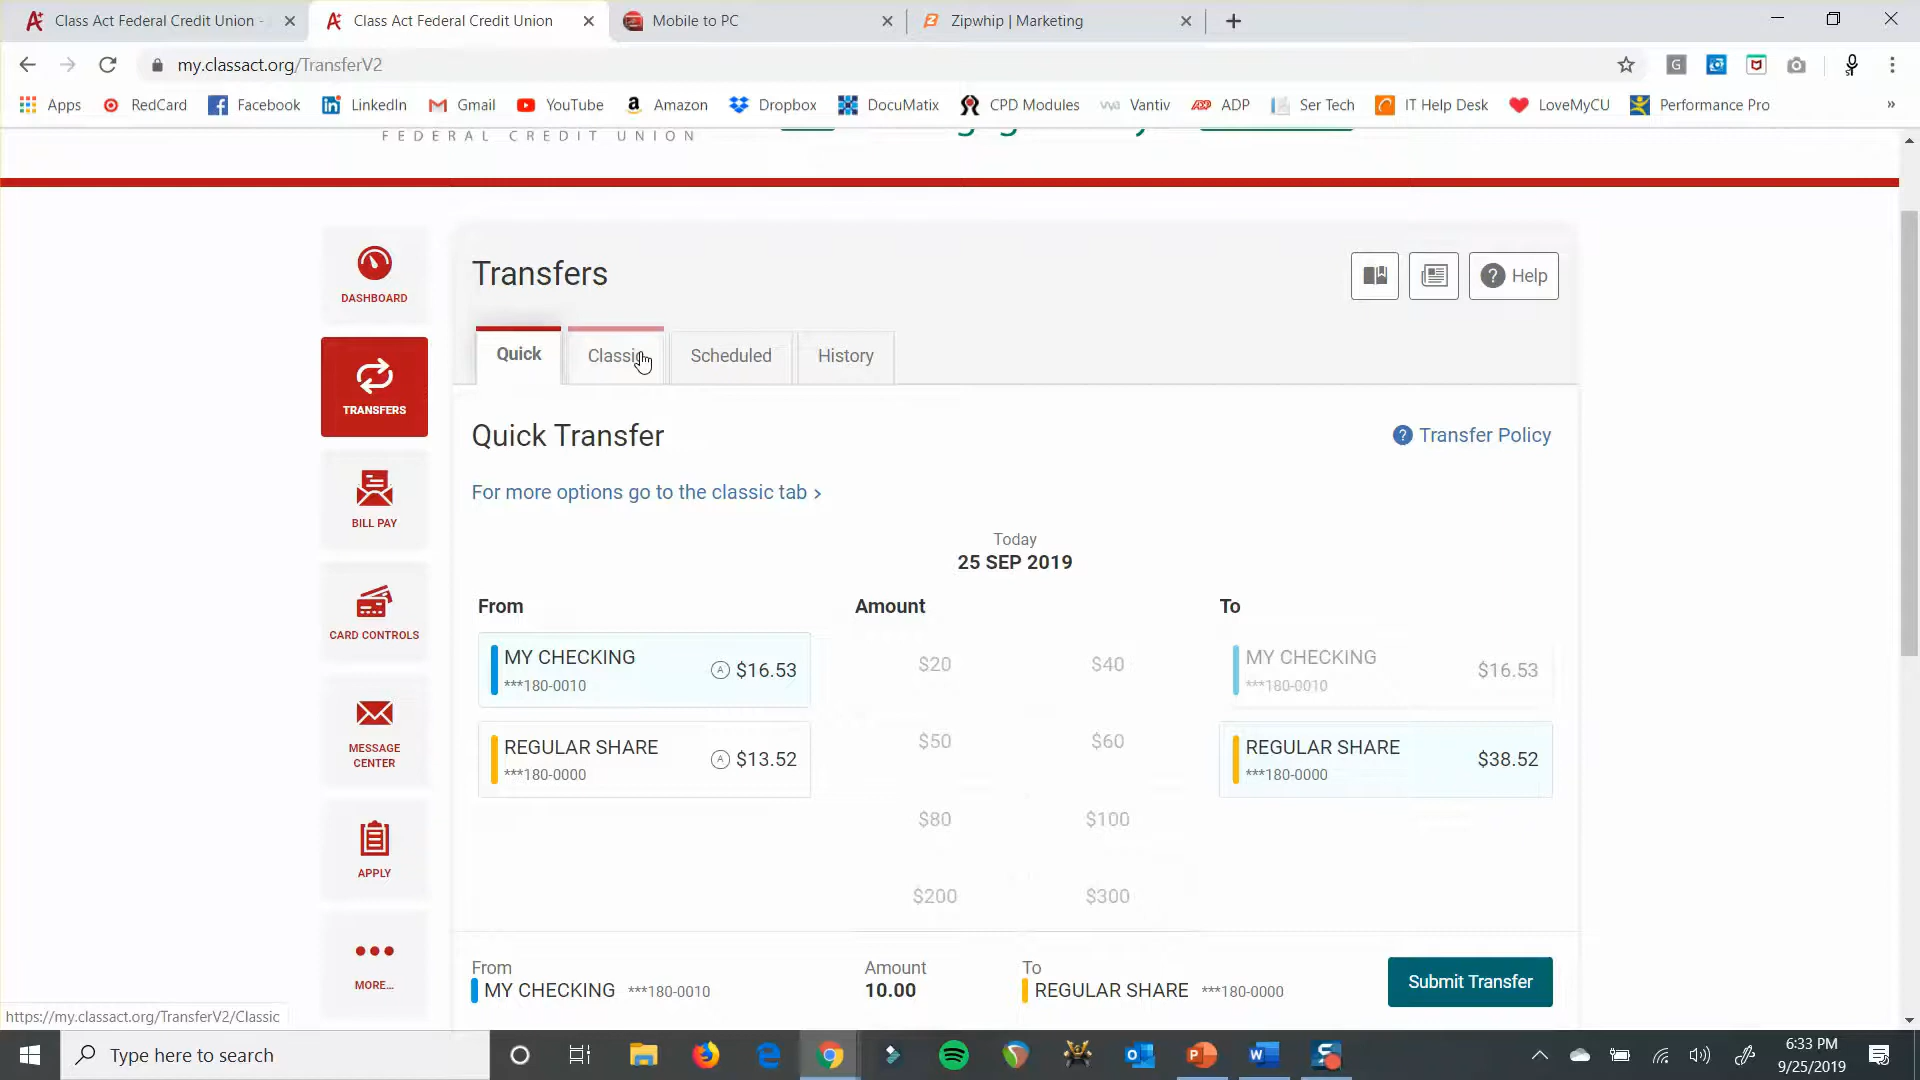 Class Act Federal Credit Union -
Class Act Federal Credit Union
Mobile to PC
Zipwhip | Marketing
my.classact.org/TransferV2
Apps
RedCard
Facebook
LinkedIn
Gmail
YouTube
Amazon
Dropbox
DocuMatix
CPD Modules
Vantiv
ADP
Ser Tech
IT Help Desk
LoveMyCU
Performance Pro
»
FEDERAL CREDIT UNION
DASHBOARD
TRANSFERS
BILL PAY
CARD CONTROLS
MESSAGE
CENTER
APPLY
MORE...
Transfers
Help
Quick
Classic
Scheduled
History
Quick Transfer
Transfer Policy
For more options go to the classic tab >
Today
25 SEP 2019
From
Amount
To
MY CHECKING
***180-0010
A $16.53
REGULAR SHARE
***180-0000
A $13.52
$20
$40
$50
$60
$80
$100
$200
$300
MY CHECKING
***180-0010
$16.53
REGULAR SHARE
***180-0000
$38.52
From
MY CHECKING ***180-0010
Amount
10.00
To
REGULAR SHARE ***180-0000
Submit Transfer
https://my.classact.org/TransferV2/Classic
Type here to search
6:33 PM
9/25/2019